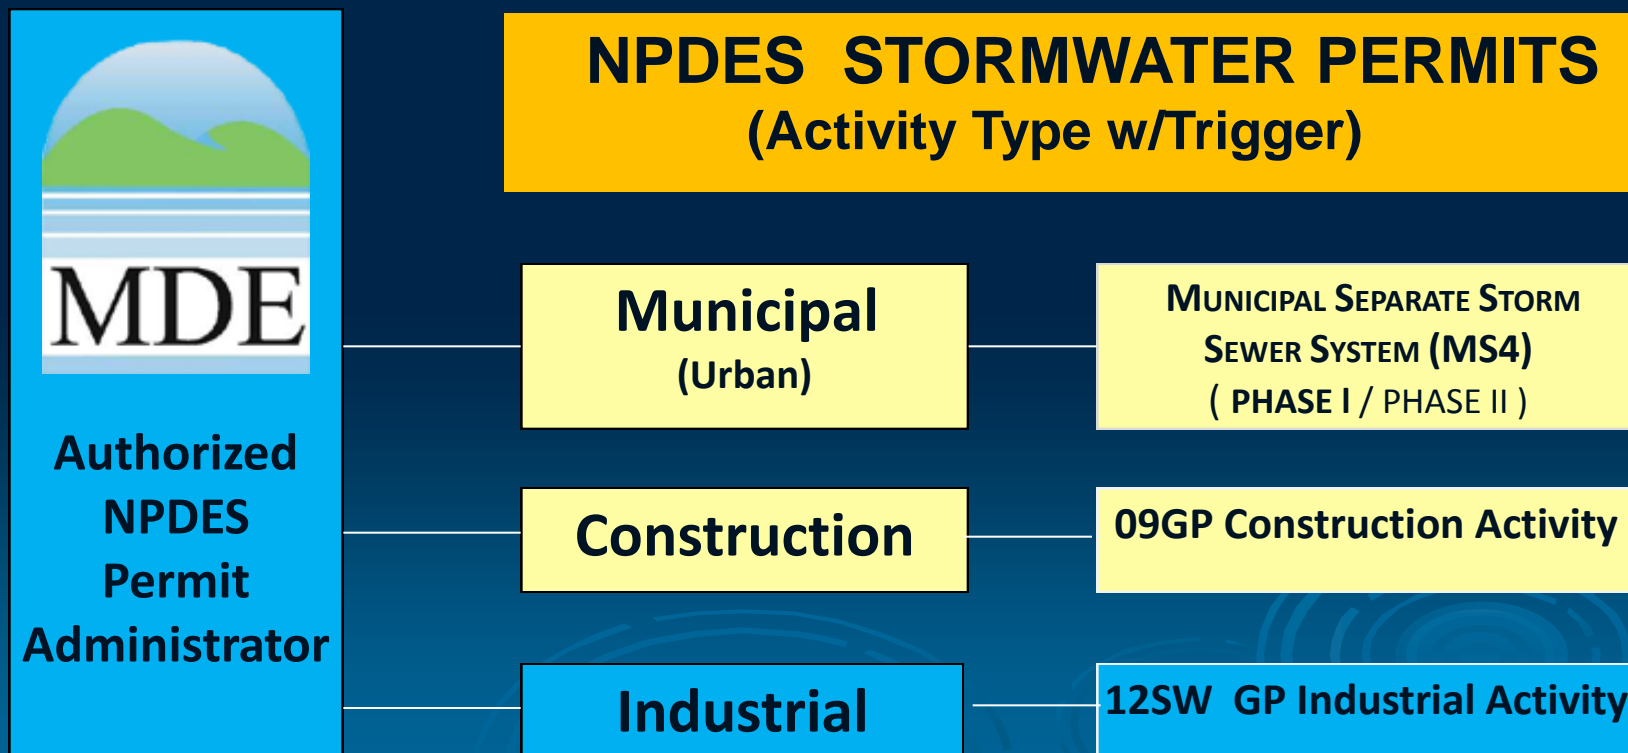 NPDES STORMWATER PERMITS
(Activity Type w/Trigger)
MDE
Authorized
NPDES
Permit
Administrator
Municipal
(Urban)
MUNICIPAL SEPARATE STORM
SEWER SYSTEM (MS4)
( PHASE I / PHASE II )
Construction
09GP Construction Activity
Industrial
12SW GP Industrial Activity